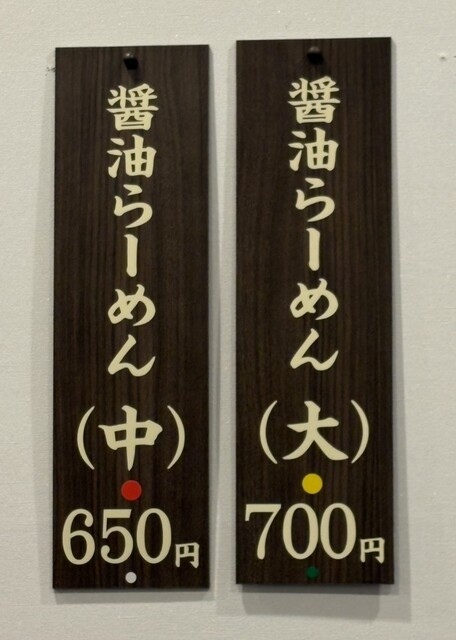 醤油らーめん
（大）
700円
醤油らーめん
（中）
650円